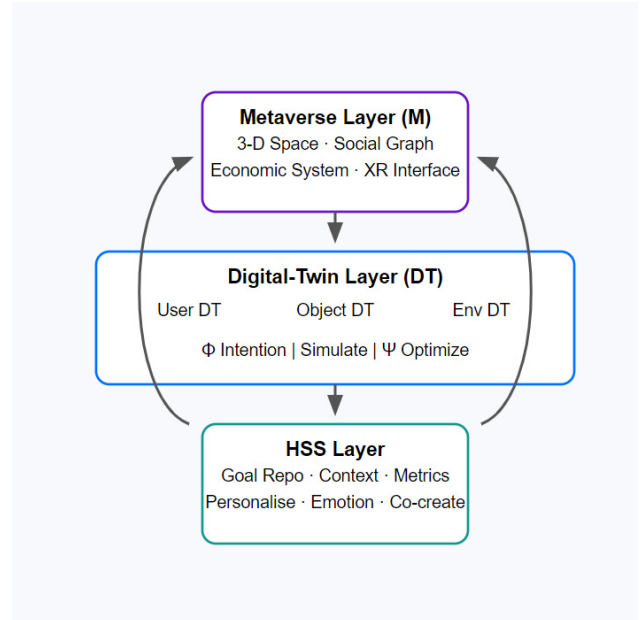 Metaverse Layer (M)
3-D Space · Social Graph
Economic System · XR Interface
Digital-Twin Layer (DT)
User DT Object DT Env DT
Φ Intention | Simulate | Ψ Optimize
HSS Layer
Goal Repo · Context · Metrics
Personalise · Emotion · Co-create